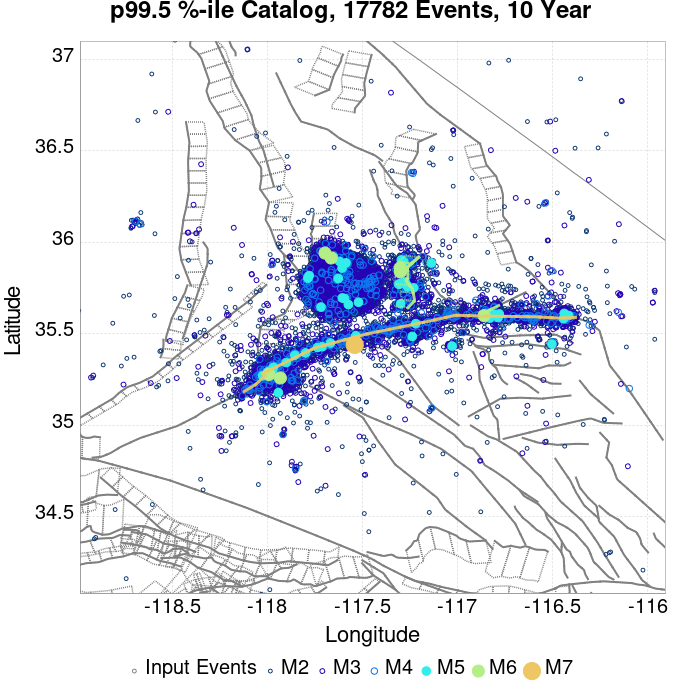 p99.5 %-ile Catalog, 17782 Events, 10 Year
37
36.5
36
35.5
35
34.5
Latitude
-118.5 -118 -117.5 -117 -116.5 -116
Longitude
Input Events M2 M3 M4 M5 M6 M7